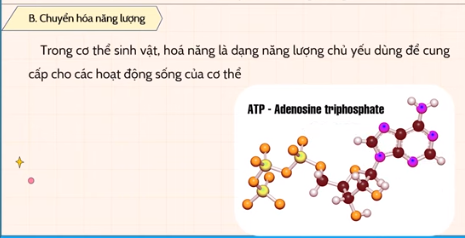 B. Chuyển hóa năng lượng
Trong cơ thể sinh vật, hoá năng là dạng năng lượng chủ yếu dùng để cung
cấp cho các hoạt động sống của cơ thể
ATP - Adenosine triphosphate